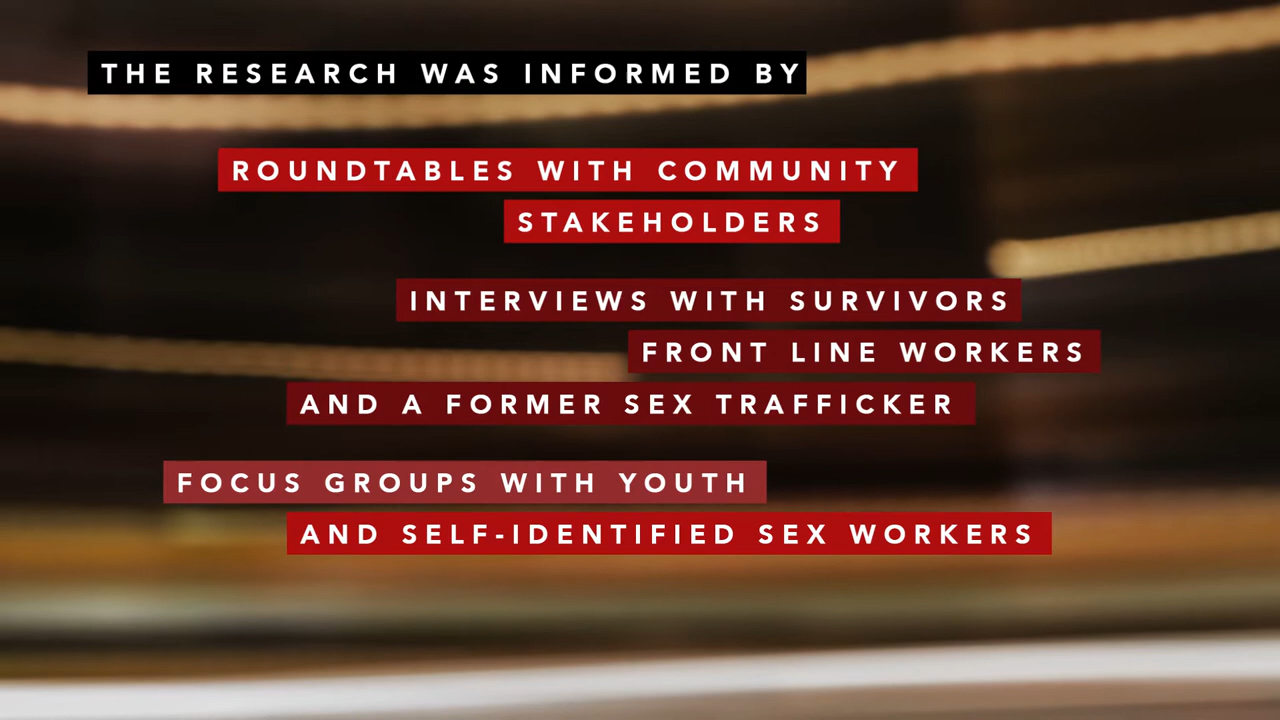 THE RESEARCH WAS INFORMED BY
ROUNDTABLES WITH COMMUNITY
STAKEHOLDERS
INTERVIEWS WITH SURVIVORS
FRONT LINE WORKERS
AND A FORMER SEX TRAFFICKER
FOCUS GROUPS WITH YOUTH
AND SELF-IDENTIFIED SEX WORKERS